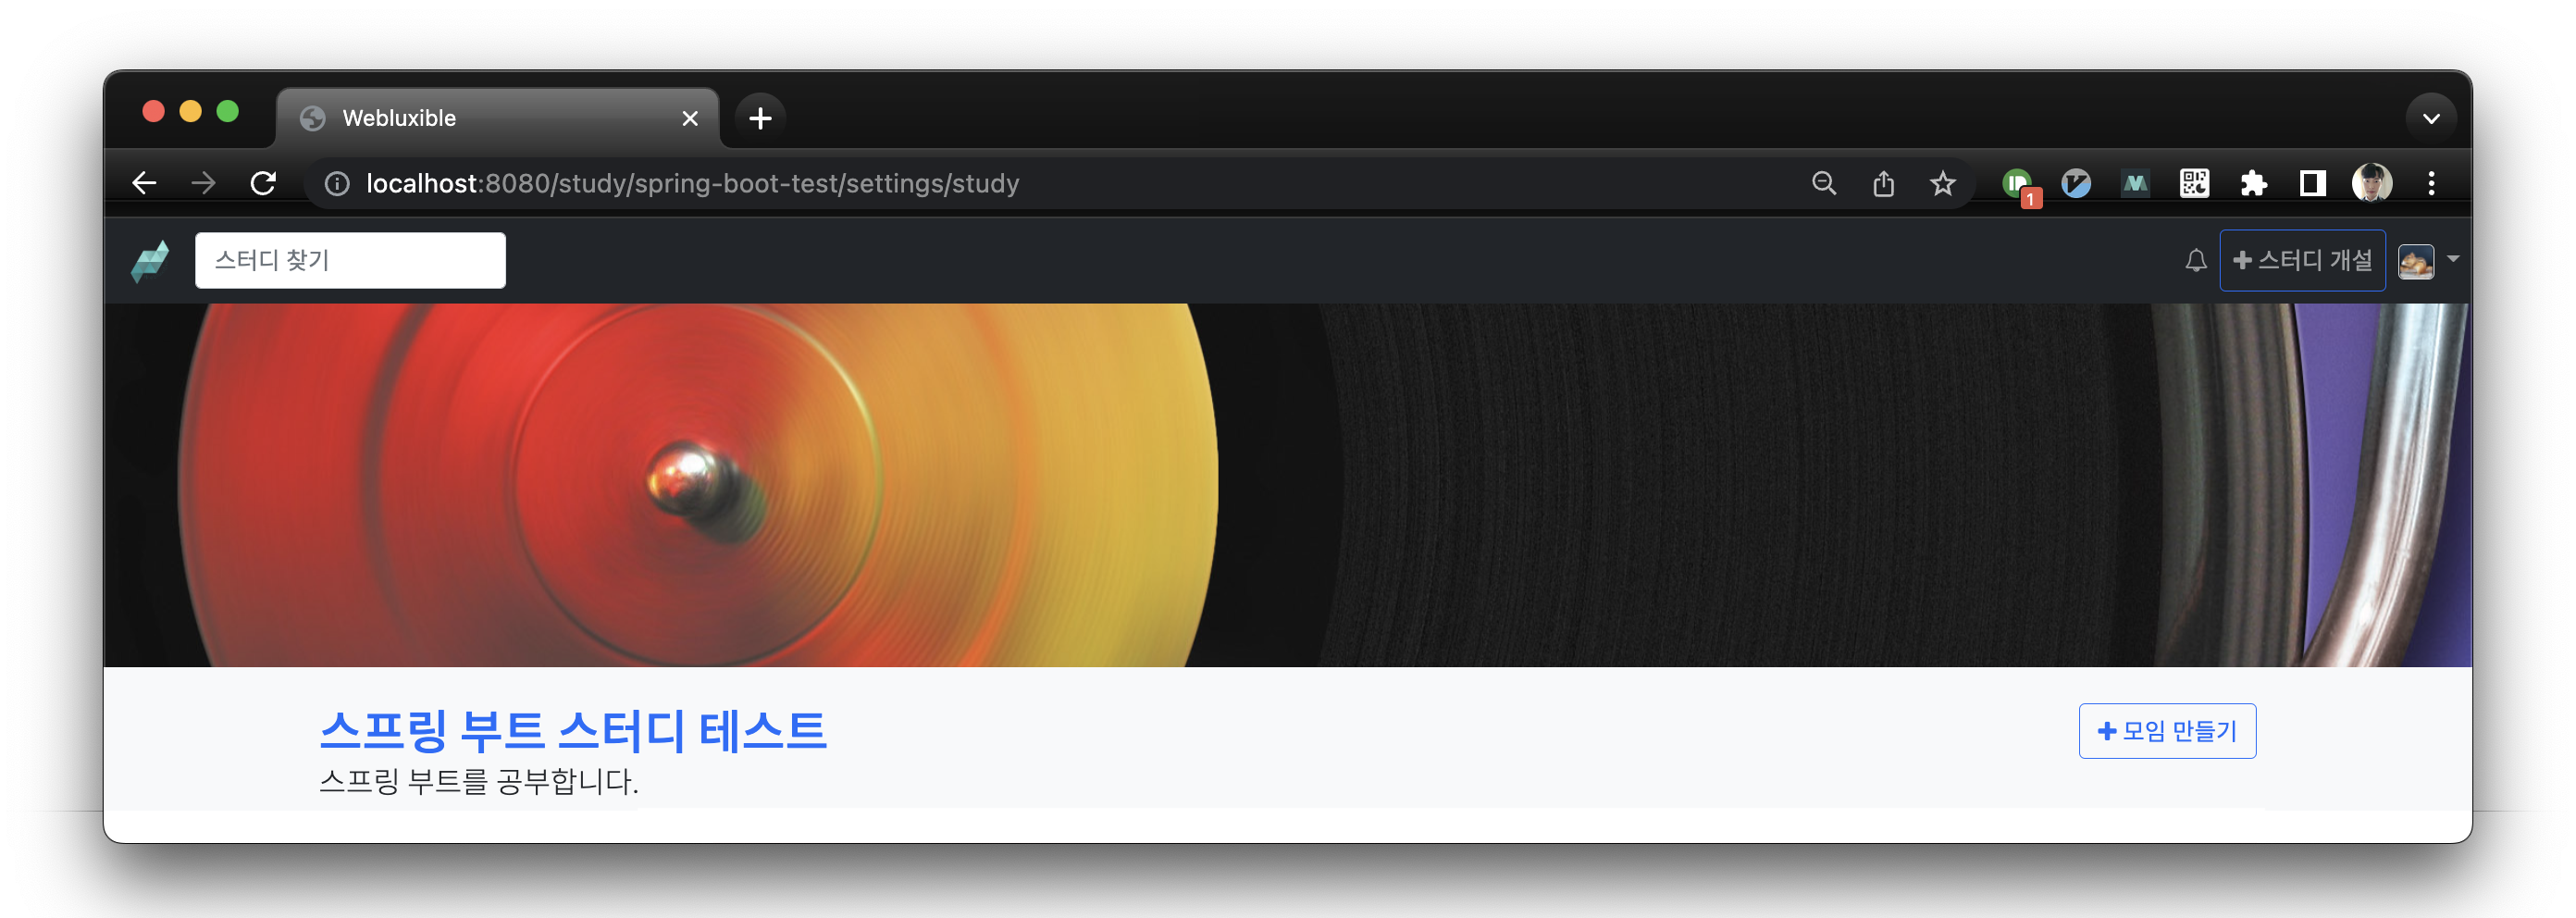 Webluxible
localhost:8080/study/spring-boot-test/settings/study
1
스터디 찾기
스터디 개설
스프링 부트 스터디 테스트
모임 만들기
스프링 부트를 공부합니다.